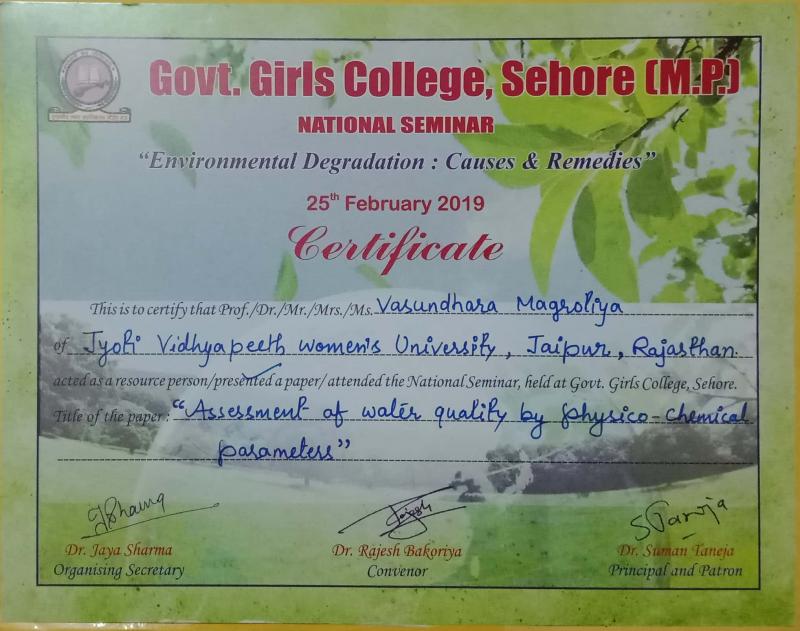 Govt. Girls College, Sehore (M.P.)
NATIONAL SEMINAR
“Environmental Degradation : Causes & Remedies”
25th February 2019
Certificate
This is to certify that Prof./Dr./Mr./Mrs./Ms. Vasundhara Magroliya
of Jyoti Vidhyapeeth women's University, Jaipur, Rajasthan.
acted as a resource person/presented a paper/ attended the National Seminar, held at Govt. Girls College, Sehore.
Title of the paper : “Assessment of water quality by physico-chemical
parameters”
JSharma
STaneja
Dr. Jaya Sharma
Dr. Rajesh Bakoriya
Dr. Suman Taneja
Organising Secretary
Convenor
Principal and Patron